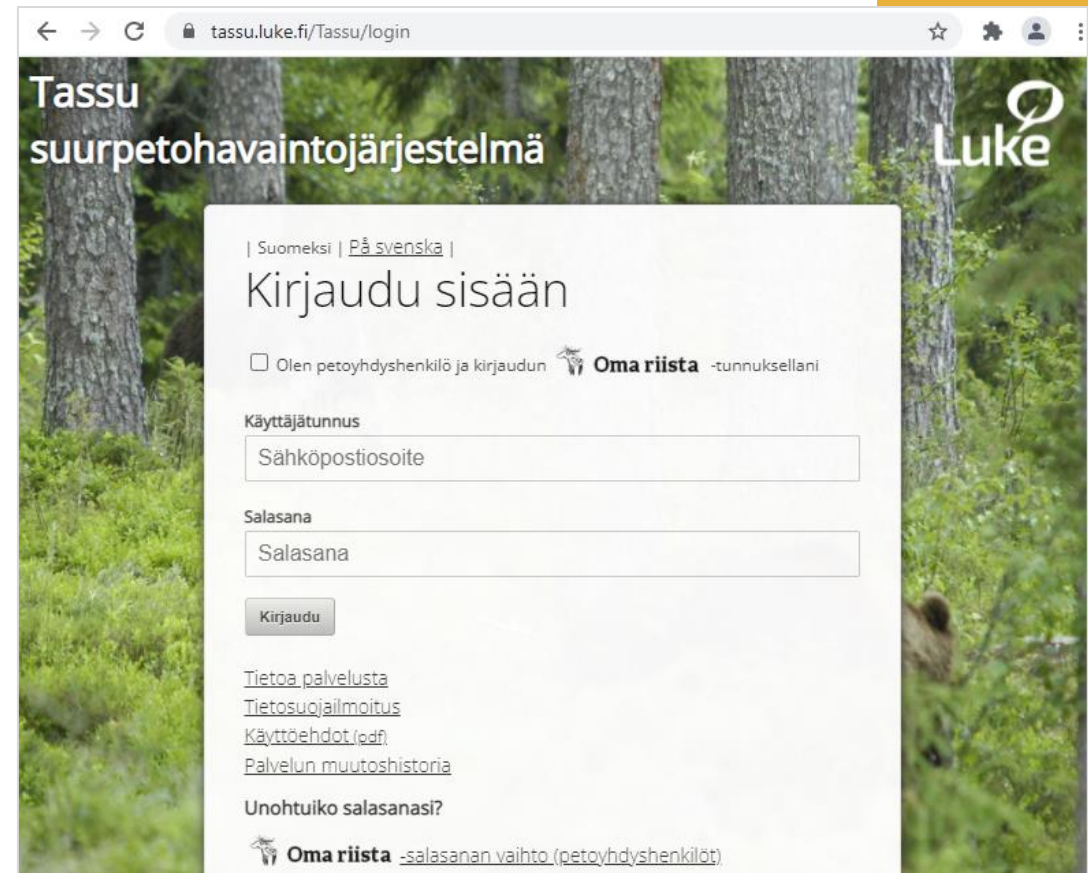 tassu.luke.fi/Tassu/login
Tassu
suurpetohavaintojärjestelmä
Luke
| Suomeksi | På svenska |
Kirjaudu sisään
Olen petoyhdyshenkilö ja kirjaudun Oma riista -tunnuksellani
Käyttäjätunnus
Sähköpostiosoite
Salasana
Salasana
Kirjaudu
Tietoa palvelusta
Tietosuojailmoitus
Käyttöehdot (pdf)
Palvelun muutoshistoria
Unohtuiko salasanasi?
Oma riista -salasanan vaihto (petoyhdyshenkilöt)